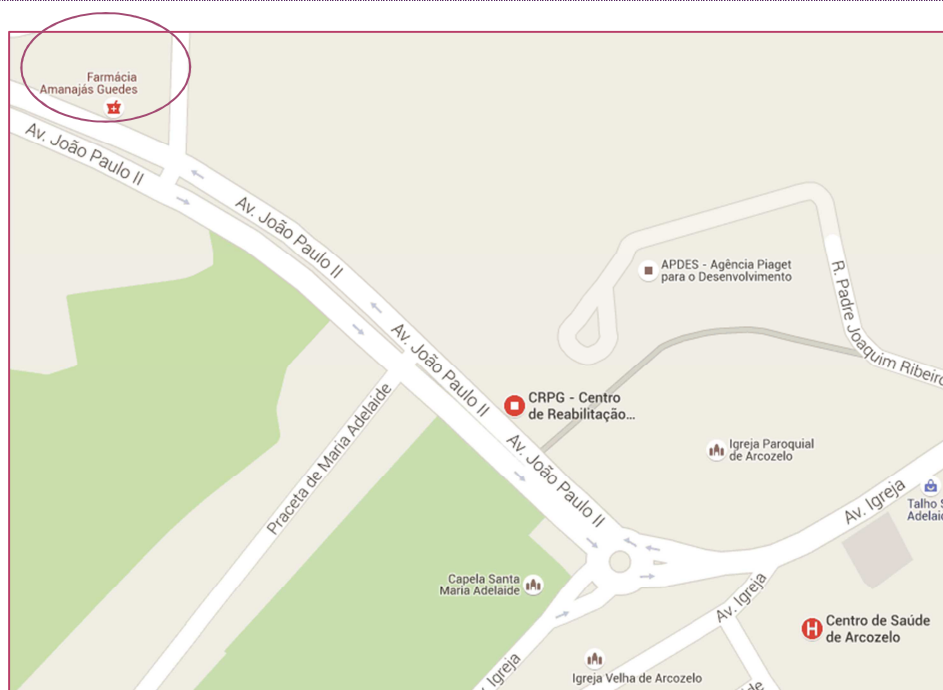 Farmácia
Amanajás Guedes
Av. João Paulo II
Av. João Paulo II
APDES - Agência Piaget
para o Desenvolvimento
R. Padre Joaquim Ribeiro
Av. João Paulo II
CRPG - Centro
de Reabilitação...
Praceta de Maria Adelaide
Av. João Paulo II
Igreja Paroquial
de Arcozelo
Av. Igreja
Talho
Capela Santa
Maria Adelaide
Av. Igreja
H
Centro de Saúde
de Arcozelo
Igreja
Igreja Velha de Arcozelo